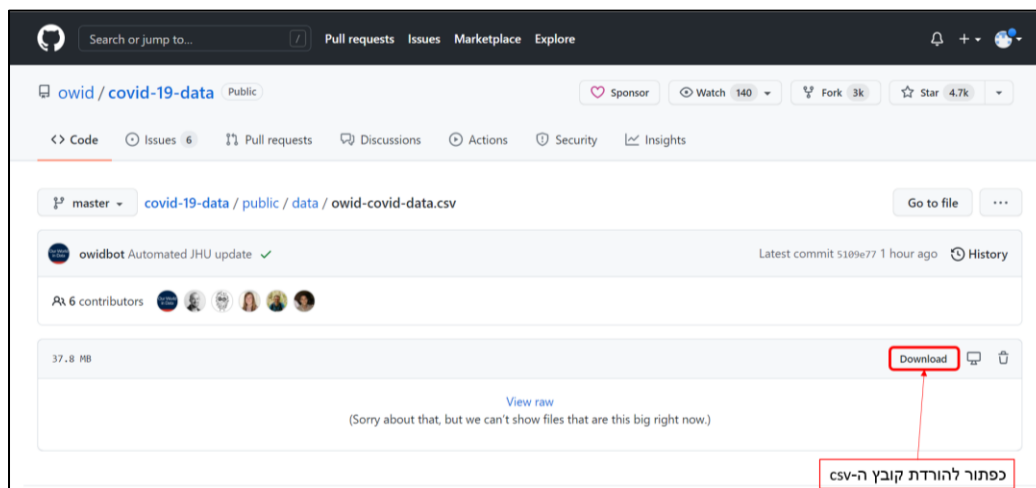 Search or jump to... / Pull requests Issues Marketplace Explore
owid / covid-19-data Public Sponsor Watch 140 Fork 3k Star 4.7k
Code Issues 6 Pull requests Discussions Actions Security Insights
master covid-19-data / public / data / owid-covid-data.csv Go to file ...
owidbot Automated JHU update Latest commit 5109e77 1 hour ago History
6 contributors
37.8 MB Download
View raw
(Sorry about that, but we can't show files that are this big right now.)
כפתור להורדת קובץ ה-csv